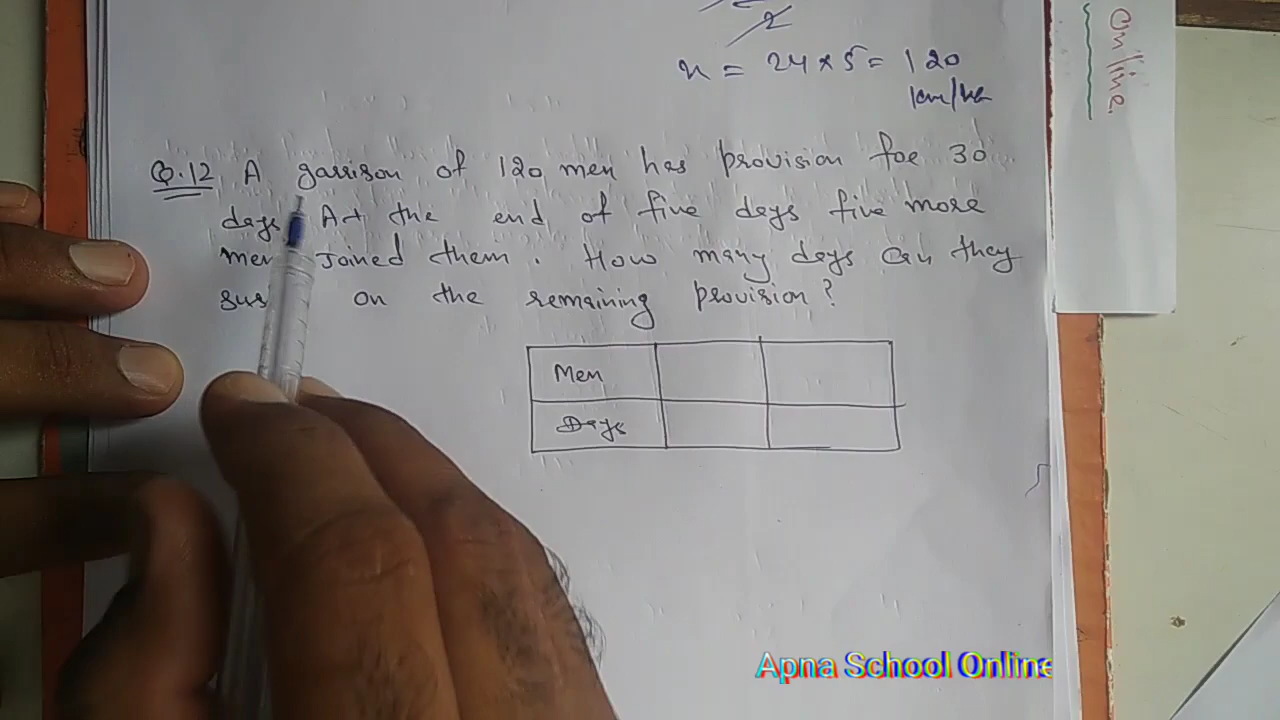 2
x = 24 × 5 = 120
km/hr
Online
Q.12 A garrison of 120 men has provision for 30
days. At the end of five days five more
men joined them. How many days can they
on the remaining provision?
Men
Days
Apna School Online